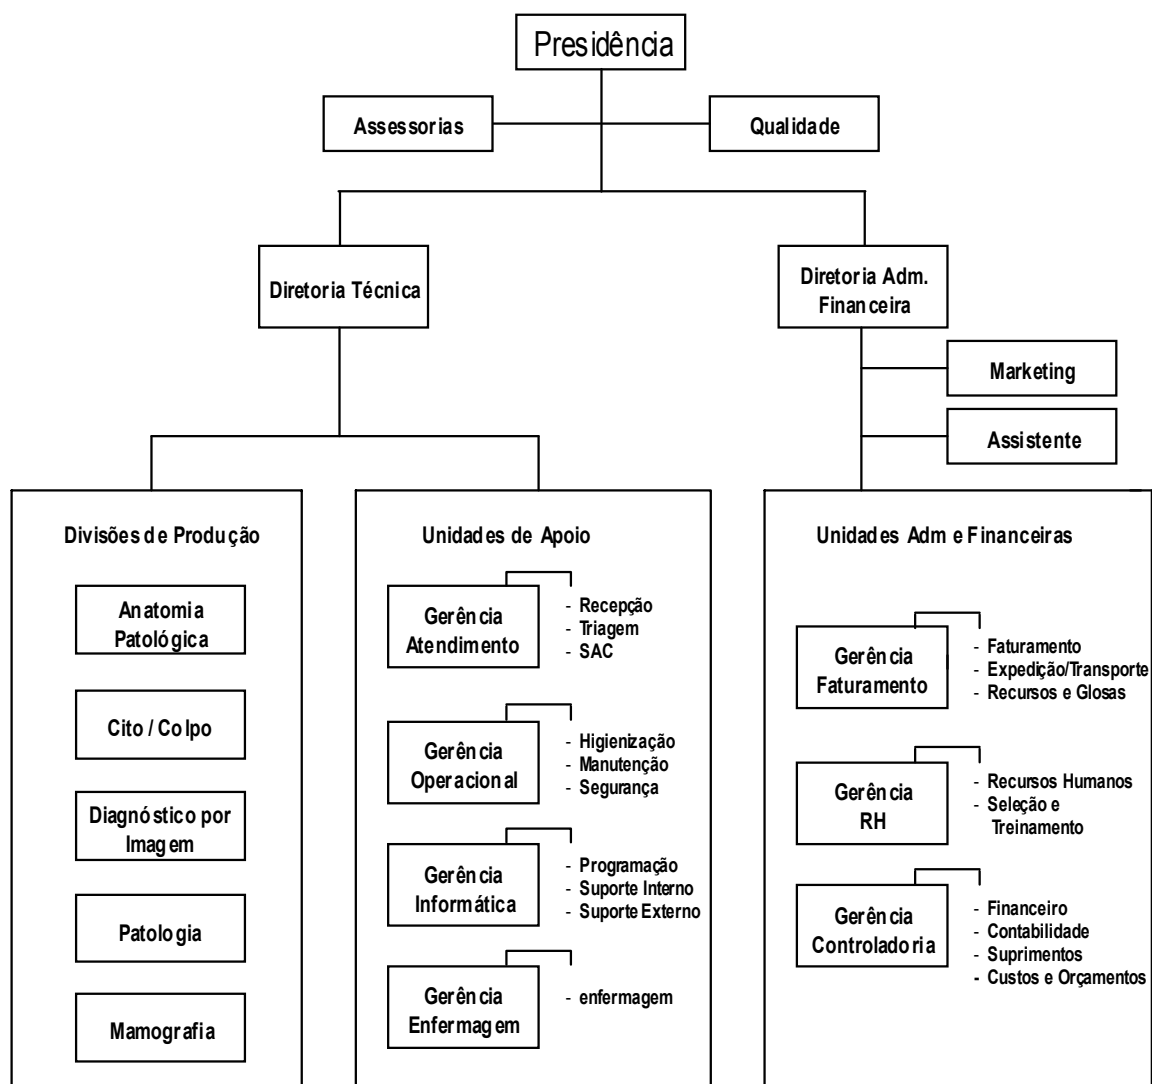 Presidência
Assessorias
Qualidade
Diretoria Técnica
Diretoria Adm.
Financeira
Marketing
Assistente
Divisões de Produção
Anatomia
Patológica
Cito / Colpo
Diagnóstico por
Imagem
Patologia
Mamografia
Unidades de Apoio
Gerência
Atendimento
- Recepção
- Triagem
- SAC
Gerência
Operacional
- Higienização
- Manutenção
- Segurança
Gerência
Informática
- Programação
- Suporte Interno
- Suporte Externo
Gerência
Enfermagem
- enfermagem
Unidades Adm e Financeiras
Gerência
Faturamento
- Faturamento
- Expedição/Transporte
- Recursos e Glosas
Gerência
RH
- Recursos Humanos
- Seleção e
Treinamento
Gerência
Controladoria
- Financeiro
- Contabilidade
- Suprimentos
- Custos e Orçamentos